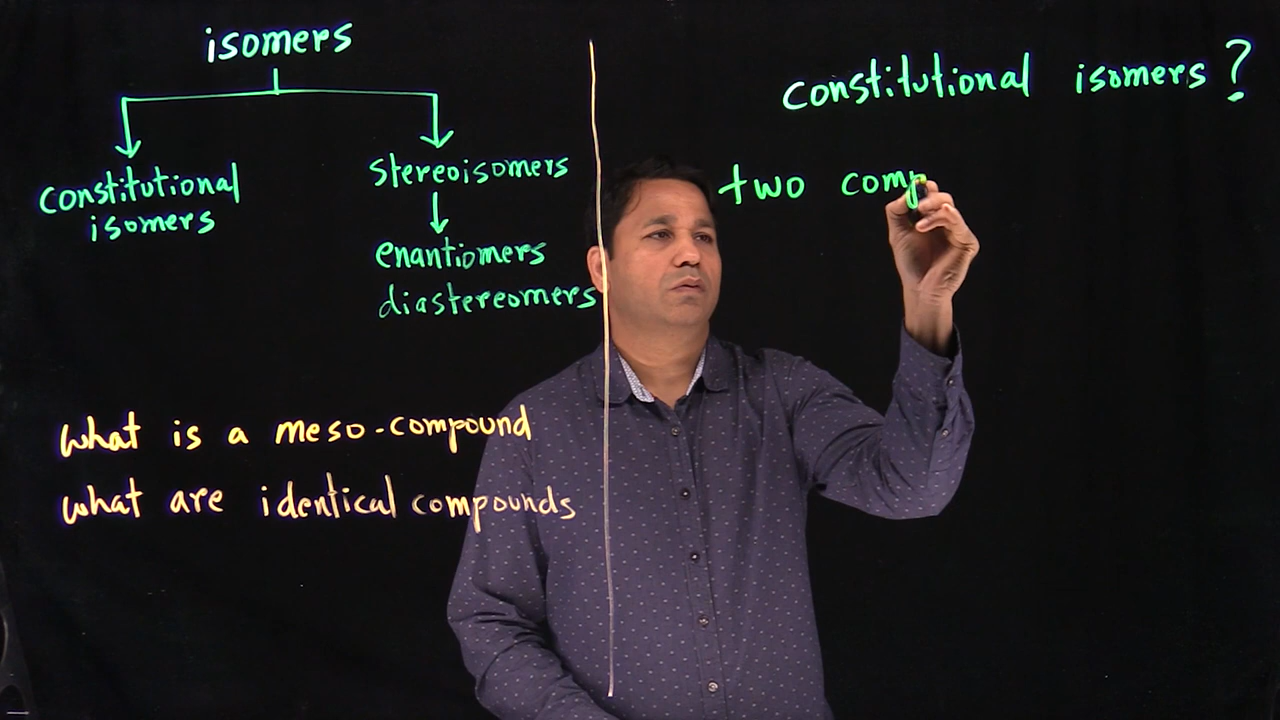 isomers
constitutional
isomers
stereoisomers
enantiomers
diastereomers
what is a meso-compound
what are identical compounds
constitutional isomers ?
two comp